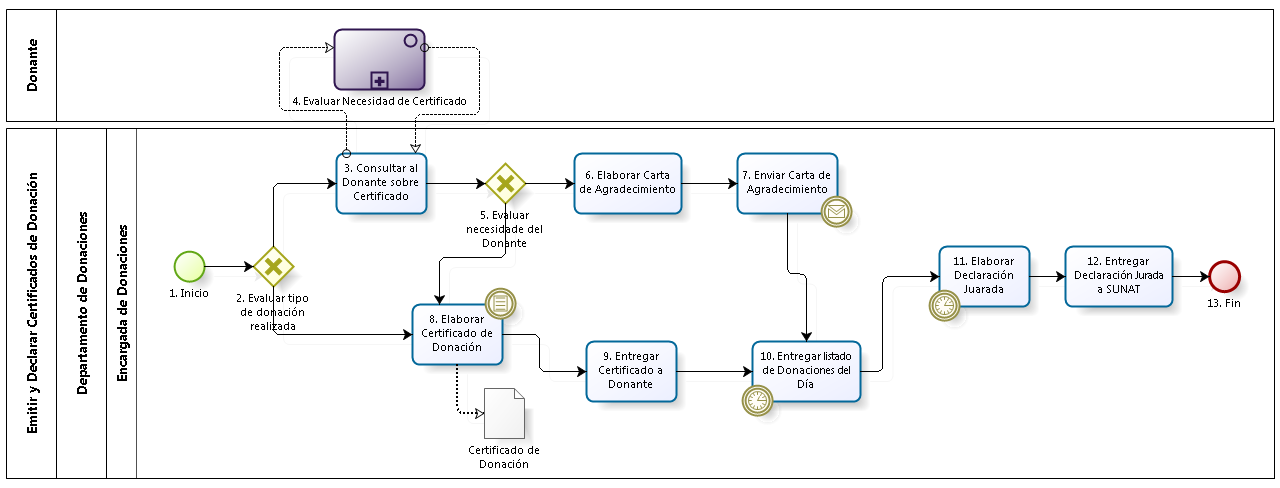 Donante
4. Evaluar Necesidad de Certificado
Emitir y Declarar Certificados de Donación
Departamento de Donaciones
Encargada de Donaciones
1. Inicio
2. Evaluar tipo
de donación
realizada
3. Consultar al
Donante sobre
Certificado
5. Evaluar
necesidade del
Donante
6. Elaborar Carta
de Agradecimiento
7. Enviar Carta de
Agradecimiento
8. Elaborar
Certificado de
Donación
Certificado de
Donación
9. Entregar
Certificado a
Donante
10. Entregar listado
de Donaciones del
Día
11. Elaborar
Declaración
Juarada
12. Entregar
Declaración Jurada
a SUNAT
13. Fin